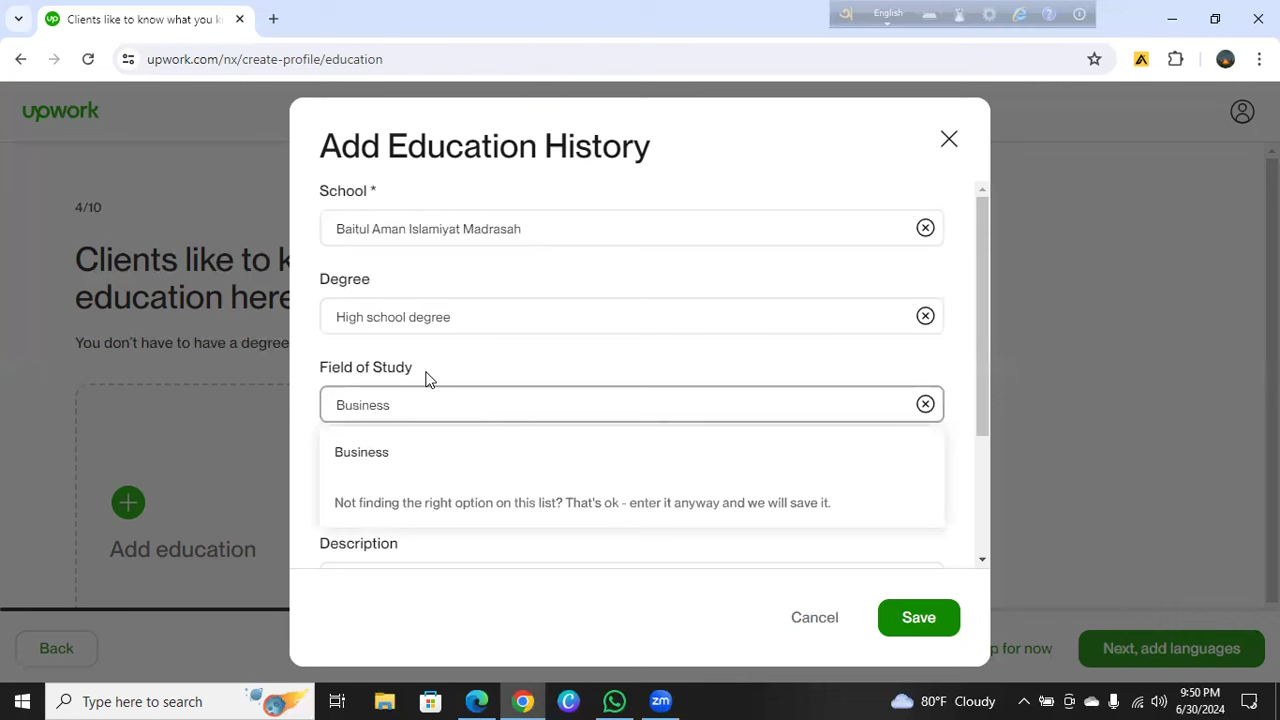 Clients like to know what you k
English
upwork.com/nx/create-profile/education
upwork
4/10
Clients like to k
education here
You don't have to have a degree
Add education
Add Education History
School *
Baitul Aman Islamiyat Madrasah
Degree
High school degree
Field of Study
Business
Business
Not finding the right option on this list? That's ok - enter it anyway and we will save it.
Description
Cancel
Save
Back
p for now
Next, add languages
Type here to search
80°F Cloudy
9:50 PM
6/30/2024